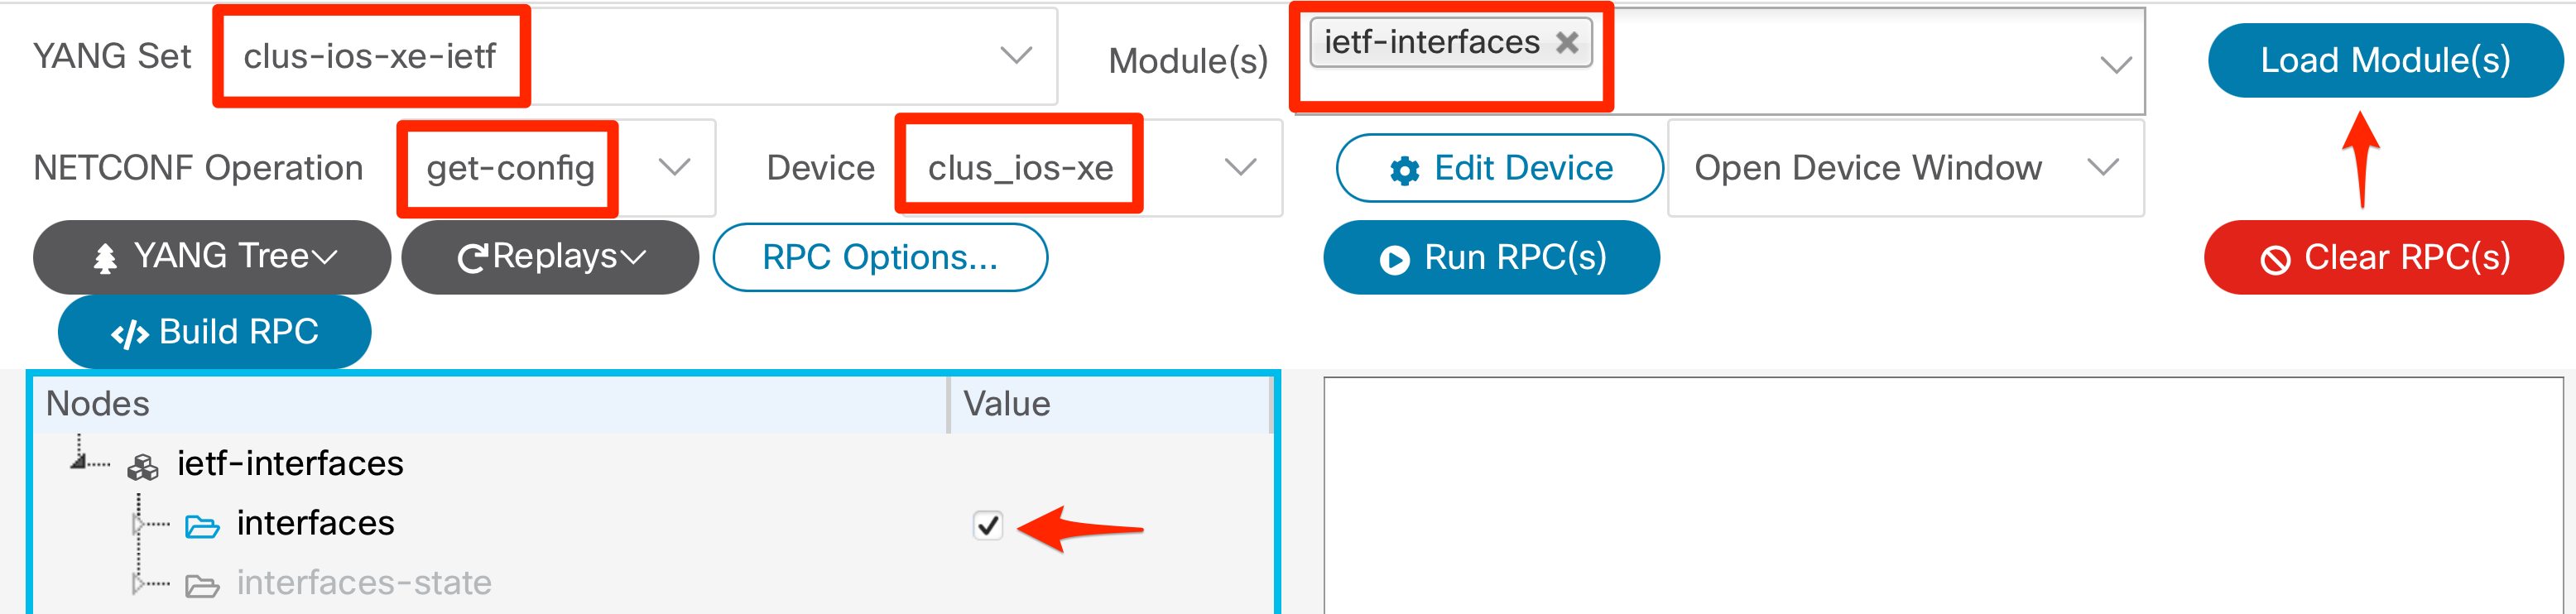 YANG Set clus-ios-xe-ietf Module(s) ietf-interfaces Load Module(s)
NETCONF Operation get-config Device clus_ios-xe Edit Device Open Device Window
YANG Tree Replays RPC Options... Run RPC(s) Clear RPC(s)
</> Build RPC
Nodes Value
ietf-interfaces
interfaces
interfaces-state